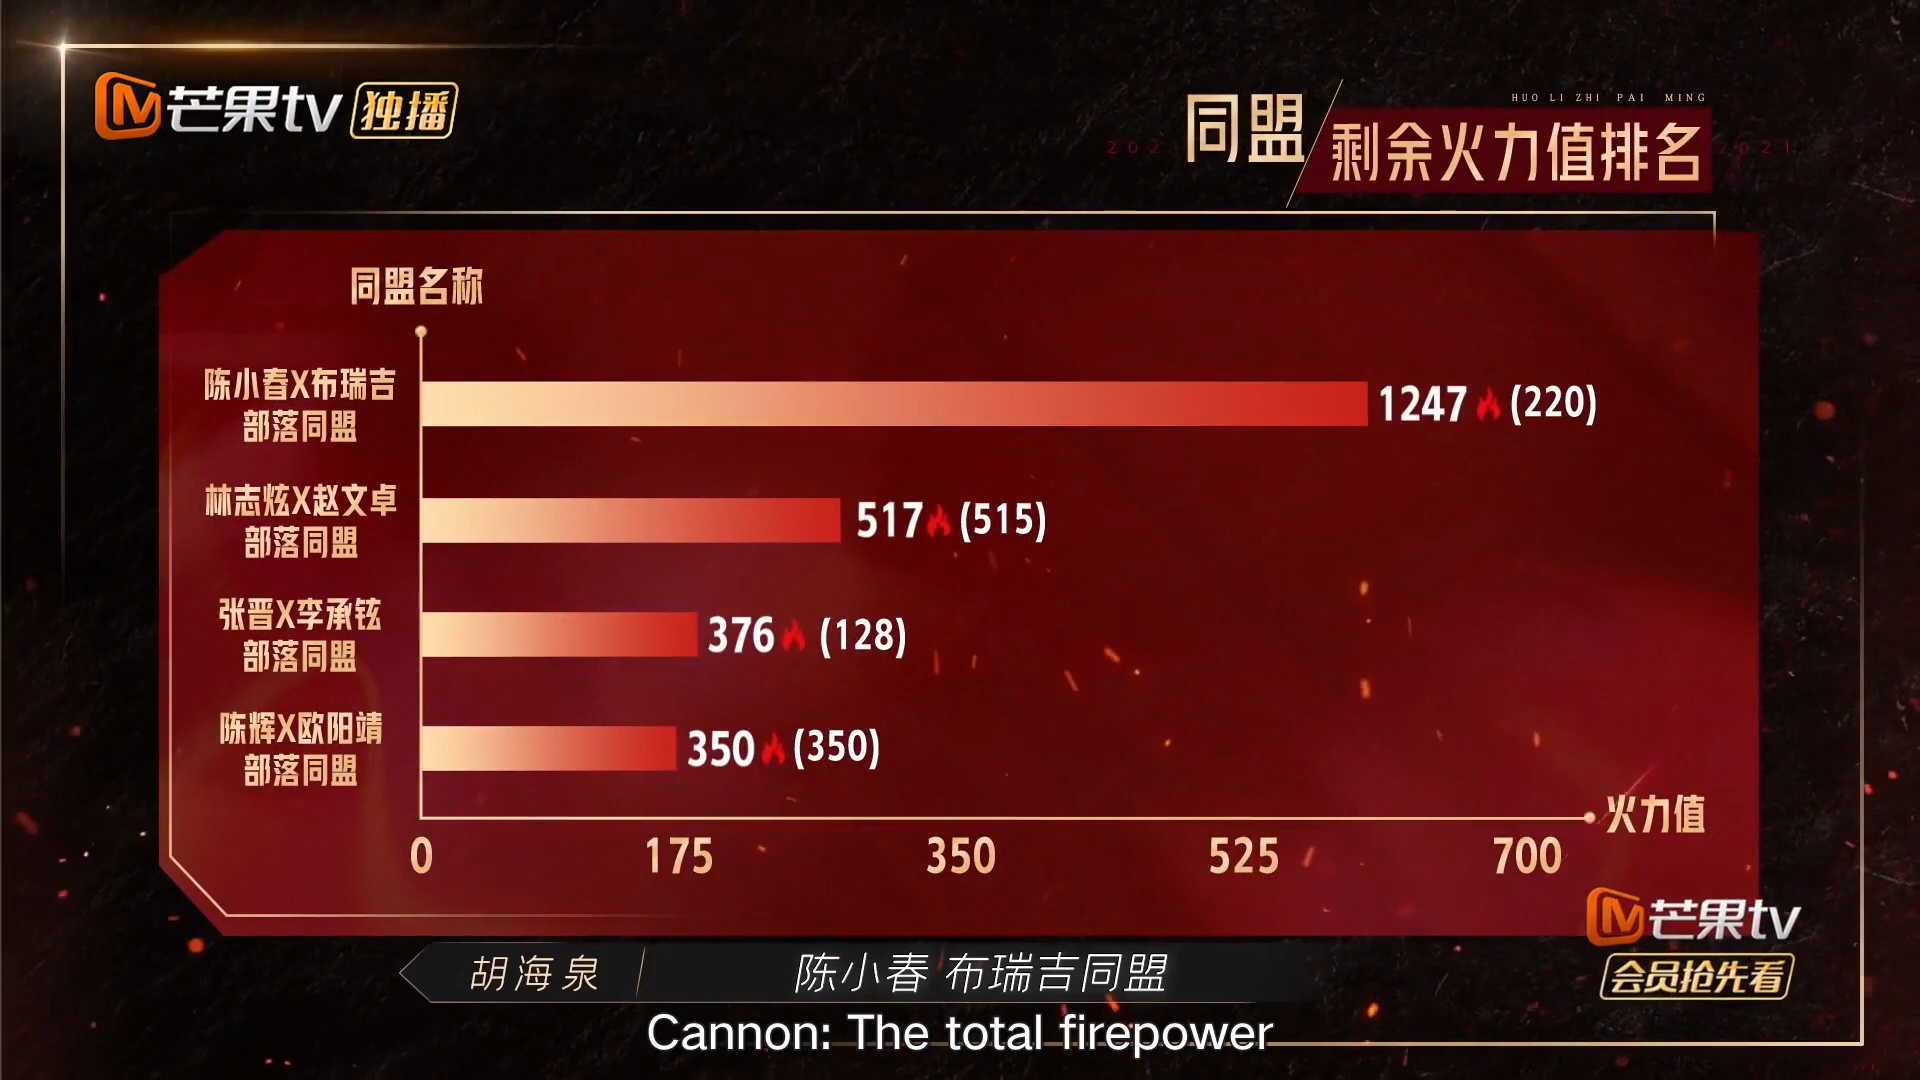 芒果tv 独播
HUO LI ZHI PAI MING
同盟 剩余火力值排名
2021
同盟名称
陈小春X布瑞吉
部落同盟
1247 (220)
林志炫X赵文卓
部落同盟
517 (515)
张晋X李承铉
部落同盟
376 (128)
陈辉X欧阳靖
部落同盟
350 (350)
火力值
0 175 350 525 700
芒果tv
会员抢先看
胡海泉 陈小春 布瑞吉同盟
Cannon: The total firepower